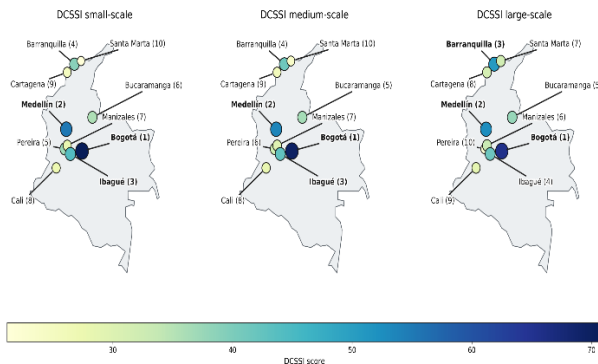 DCSSI small-scale
Barranquilla (4)
Santa Marta (10)
Cartagena (9)
Bucaramanga (6)
Medellín (2)
Manizales (7)
Pereira (5)
Bogotá (1)
Ibagué (3)
Cali (8)
DCSSI medium-scale
Barranquilla (4)
Santa Marta (10)
Cartagena (9)
Bucaramanga (5)
Medellín (2)
Manizales (7)
Pereira (6)
Bogotá (1)
Ibagué (3)
Cali (8)
DCSSI large-scale
Barranquilla (3)
Santa Marta (7)
Cartagena (8)
Bucaramanga (5
Medellín (2)
Manizales (6)
Pereira (10)
Bogotá (1)
Ibagué (4)
Cali (9)
30 40 50 60 70
DCSSI score